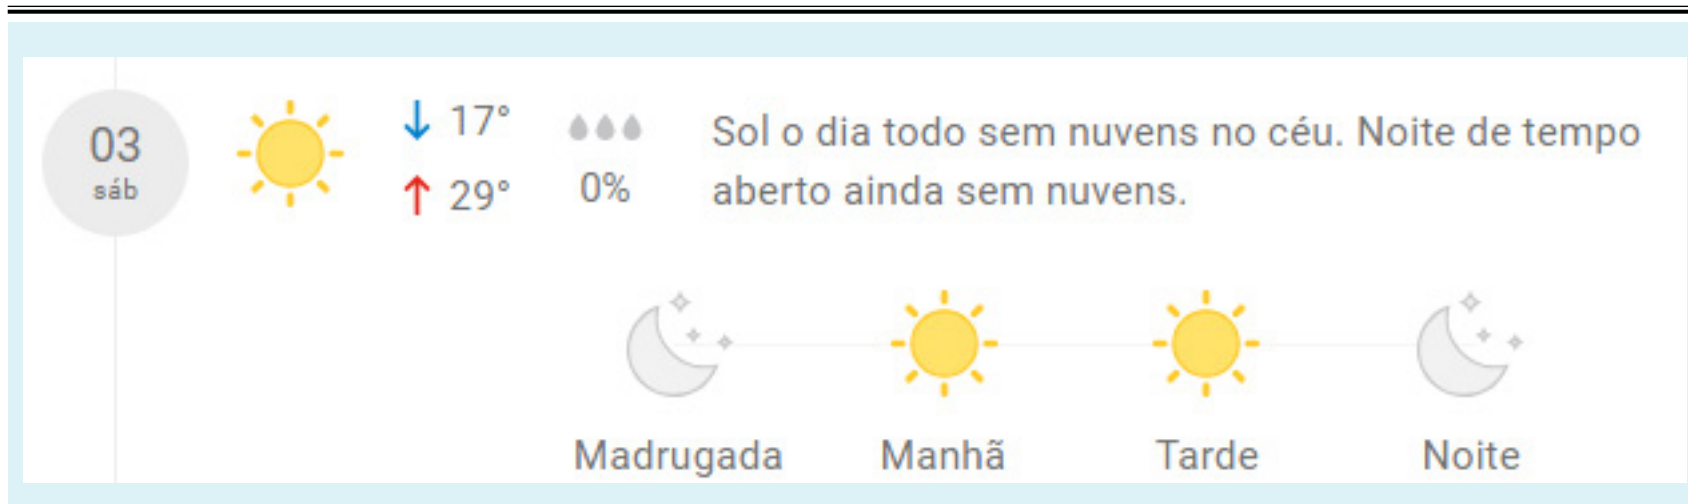 03
sáb
↓ 17°
↑ 29°
0%
Sol o dia todo sem nuvens no céu. Noite de tempo
aberto ainda sem nuvens.
Madrugada Manhã Tarde Noite